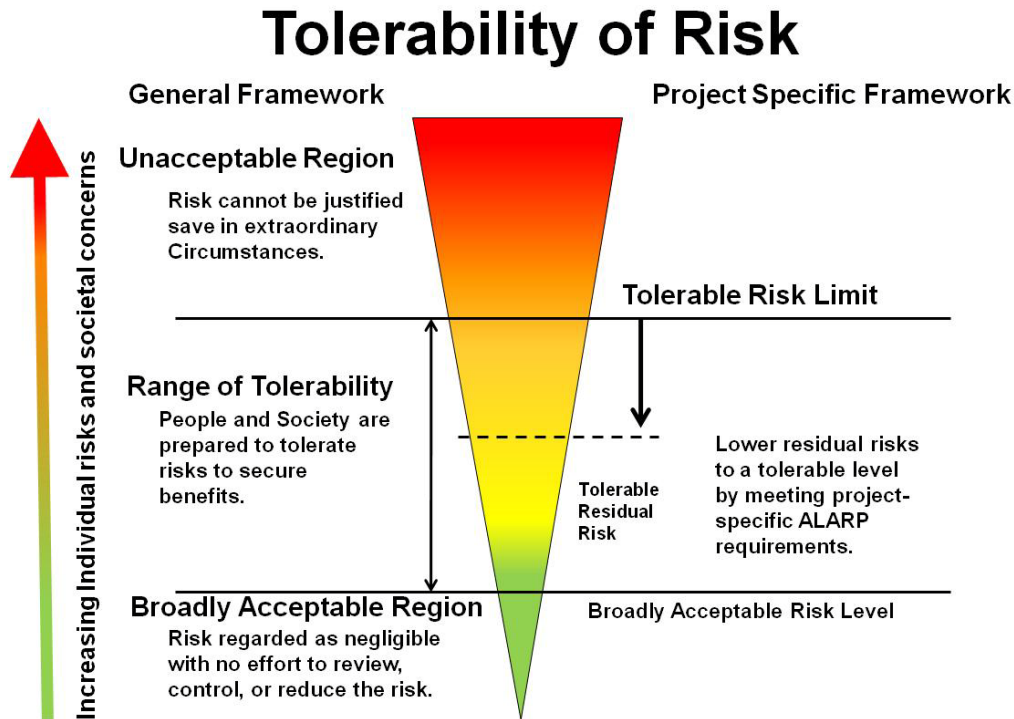 Tolerability of Risk
General Framework
Project Specific Framework
Increasing Individual risks and societal concerns
Unacceptable Region
Risk cannot be justified
save in extraordinary
Circumstances.
Tolerable Risk Limit
Range of Tolerability
People and Society are
prepared to tolerate
risks to secure
benefits.
Tolerable
Residual
Risk
Lower residual risks
to a tolerable level
by meeting project-
specific ALARP
requirements.
Broadly Acceptable Region
Risk regarded as negligible
with no effort to review,
control, or reduce the risk.
Broadly Acceptable Risk Level